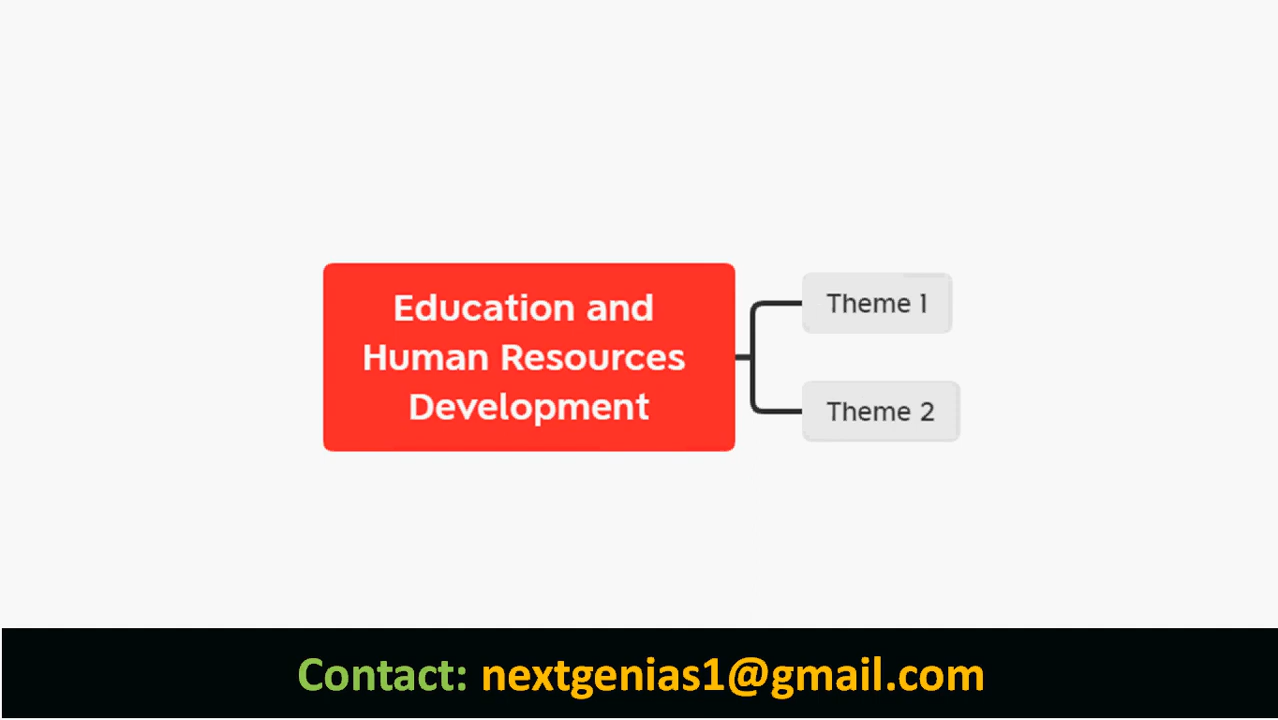 Education and
Human Resources
Development
Theme 1
Theme 2
Contact: nextgenias1@gmail.com